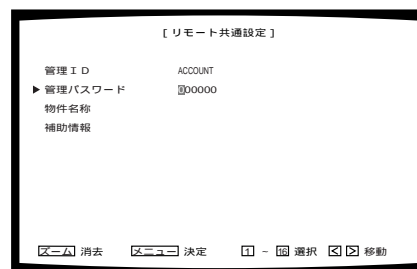 [ リモート共通設定 ]
管理ＩＤ ACCOUNT
▶ 管理パスワード 000000
物件名称
補助情報
ズーム 消去 メニュー 決定 1 ~ 16 選択 < > 移動